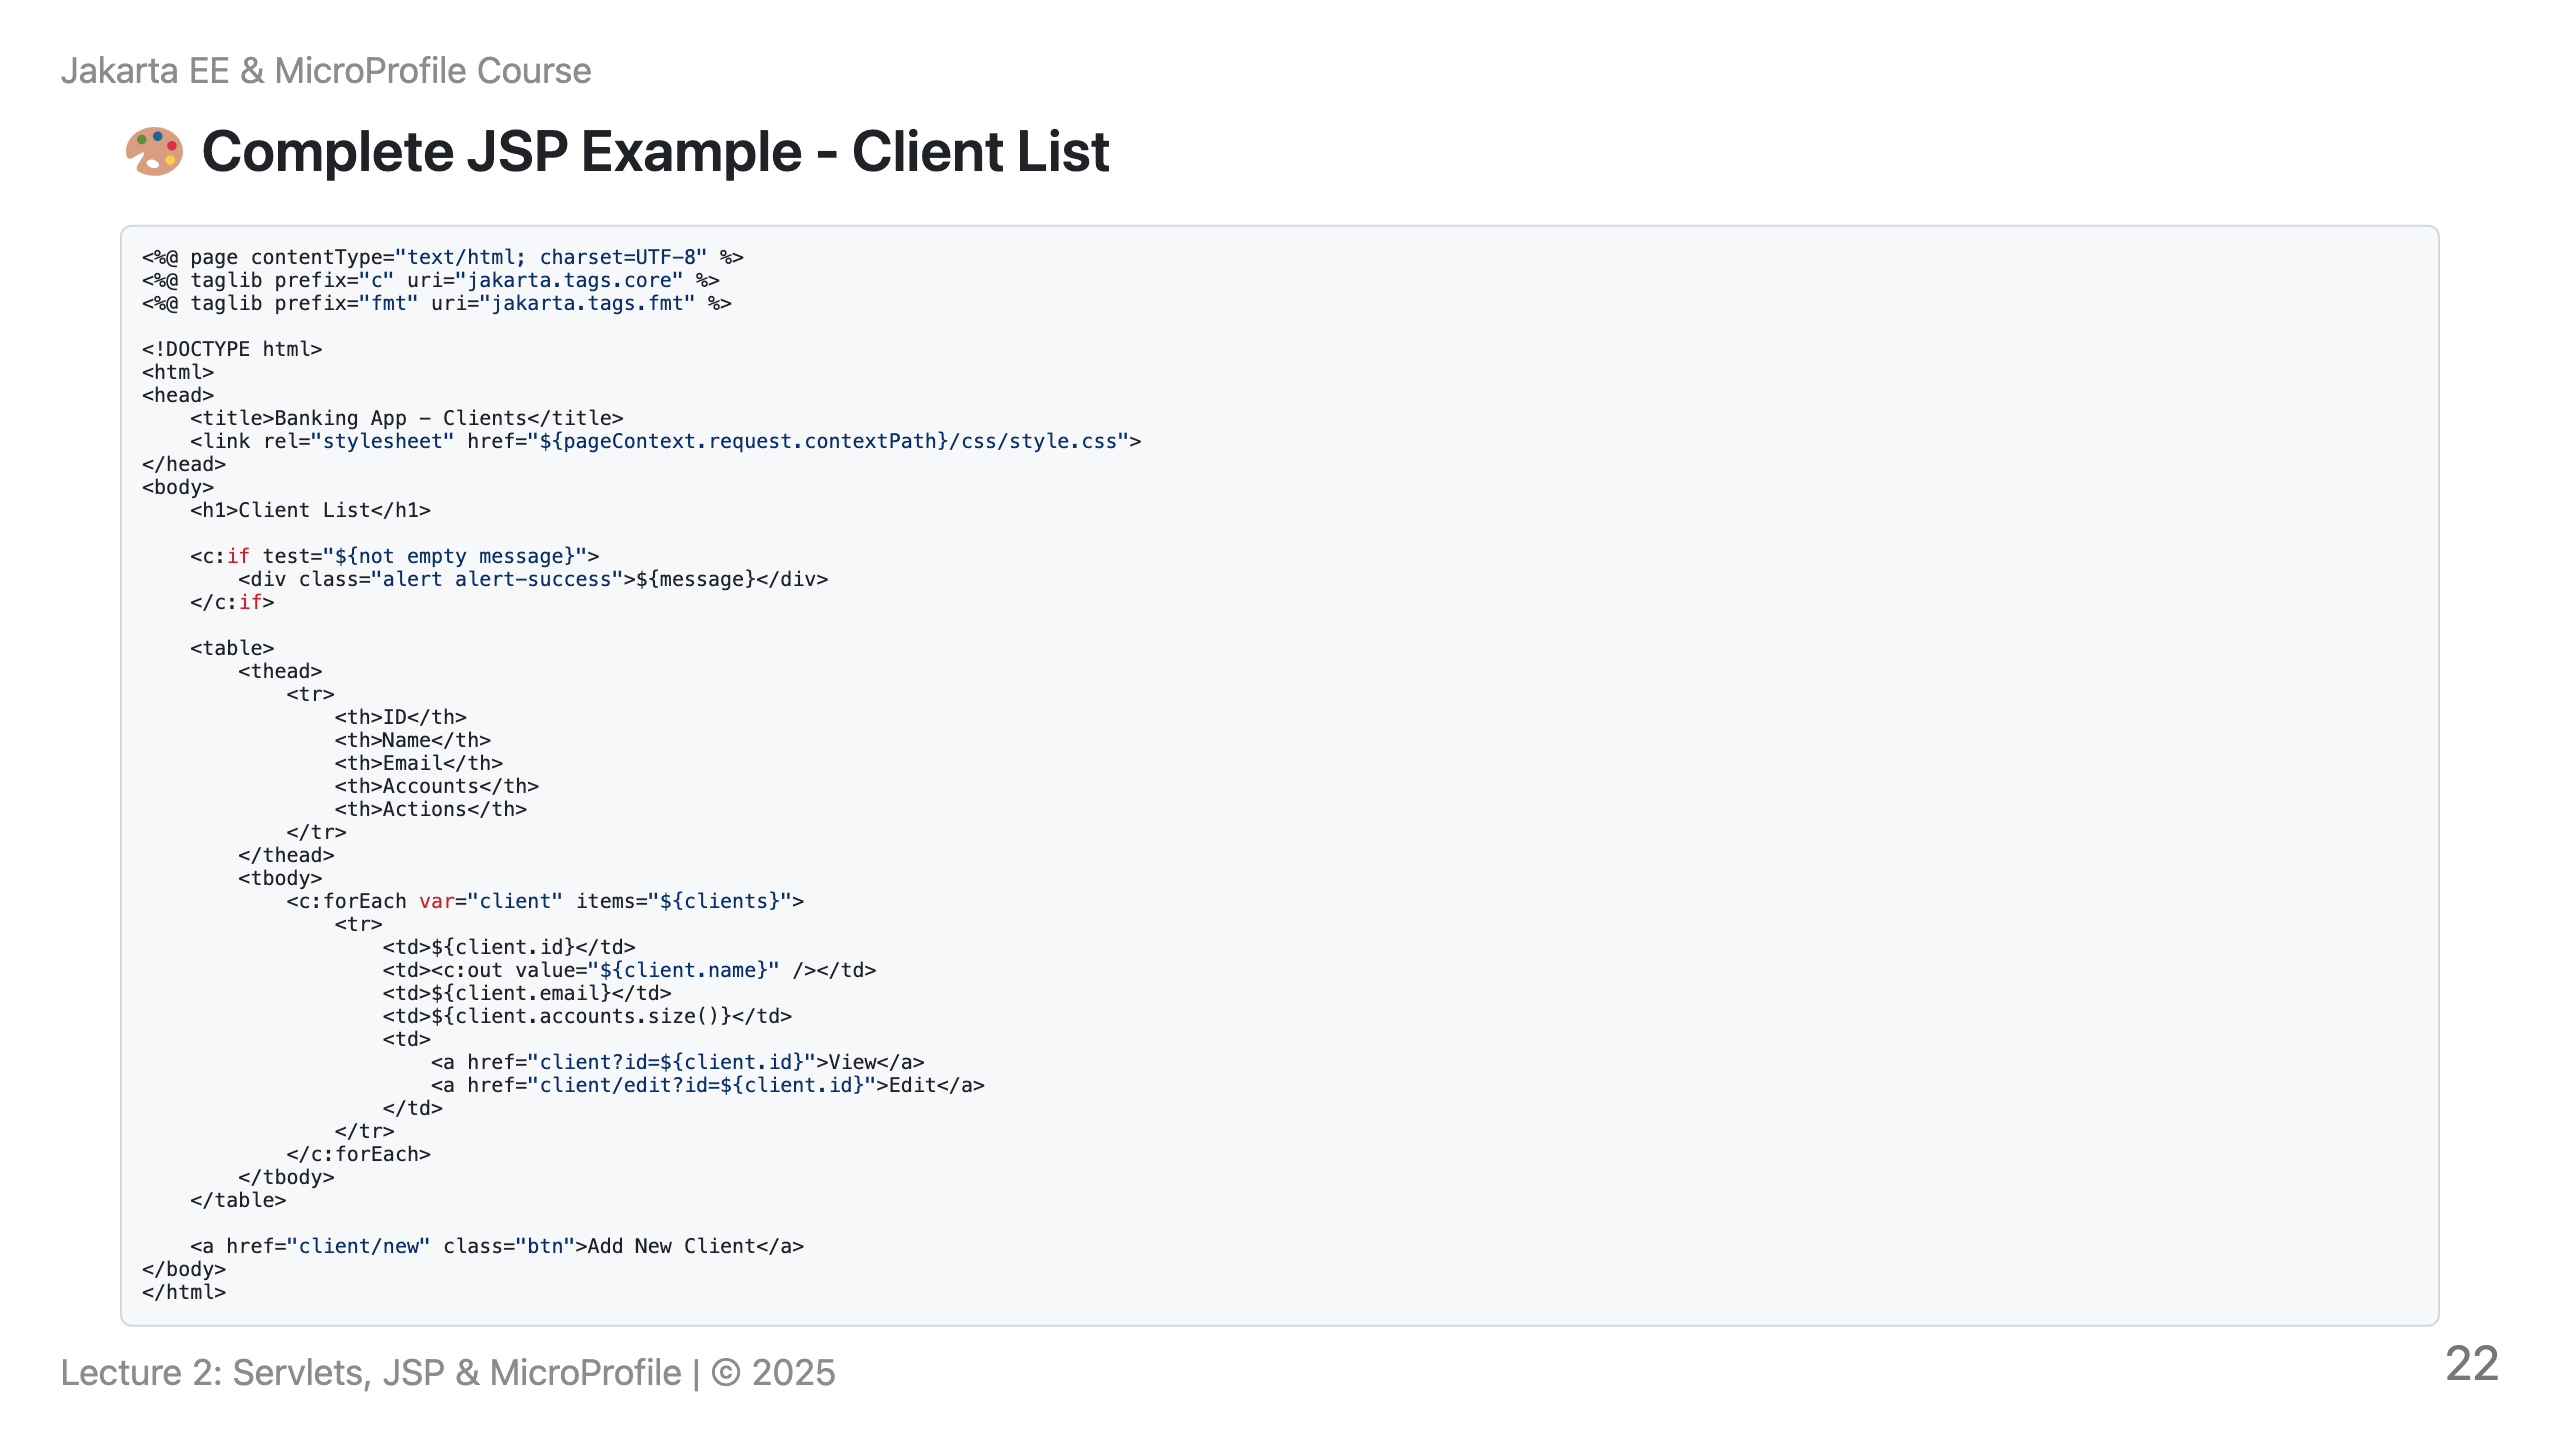 Jakarta EE & MicroProfile Course
🎨 Complete JSP Example - Client List
<%@ page contentType="text/html; charset=UTF-8" %>
<%@ taglib prefix="c" uri="jakarta.tags.core" %>
<%@ taglib prefix="fmt" uri="jakarta.tags.fmt" %>

<!DOCTYPE html>
<html>
<head>
    <title>Banking App - Clients</title>
    <link rel="stylesheet" href="${pageContext.request.contextPath}/css/style.css">
</head>
<body>
    <h1>Client List</h1>

    <c:if test="${not empty message}">
        <div class="alert alert-success">${message}</div>
    </c:if>

    <table>
        <thead>
            <tr>
                <th>ID</th>
                <th>Name</th>
                <th>Email</th>
                <th>Accounts</th>
                <th>Actions</th>
            </tr>
        </thead>
        <tbody>
            <c:forEach var="client" items="${clients}">
                <tr>
                    <td>${client.id}</td>
                    <td><c:out value="${client.name}" /></td>
                    <td>${client.email}</td>
                    <td>${client.accounts.size()}</td>
                    <td>
                        <a href="client?id=${client.id}">View</a>
                        <a href="client/edit?id=${client.id}">Edit</a>
                    </td>
                </tr>
            </c:forEach>
        </tbody>
    </table>

    <a href="client/new" class="btn">Add New Client</a>
</body>
</html>
Lecture 2: Servlets, JSP & MicroProfile | © 2025
22